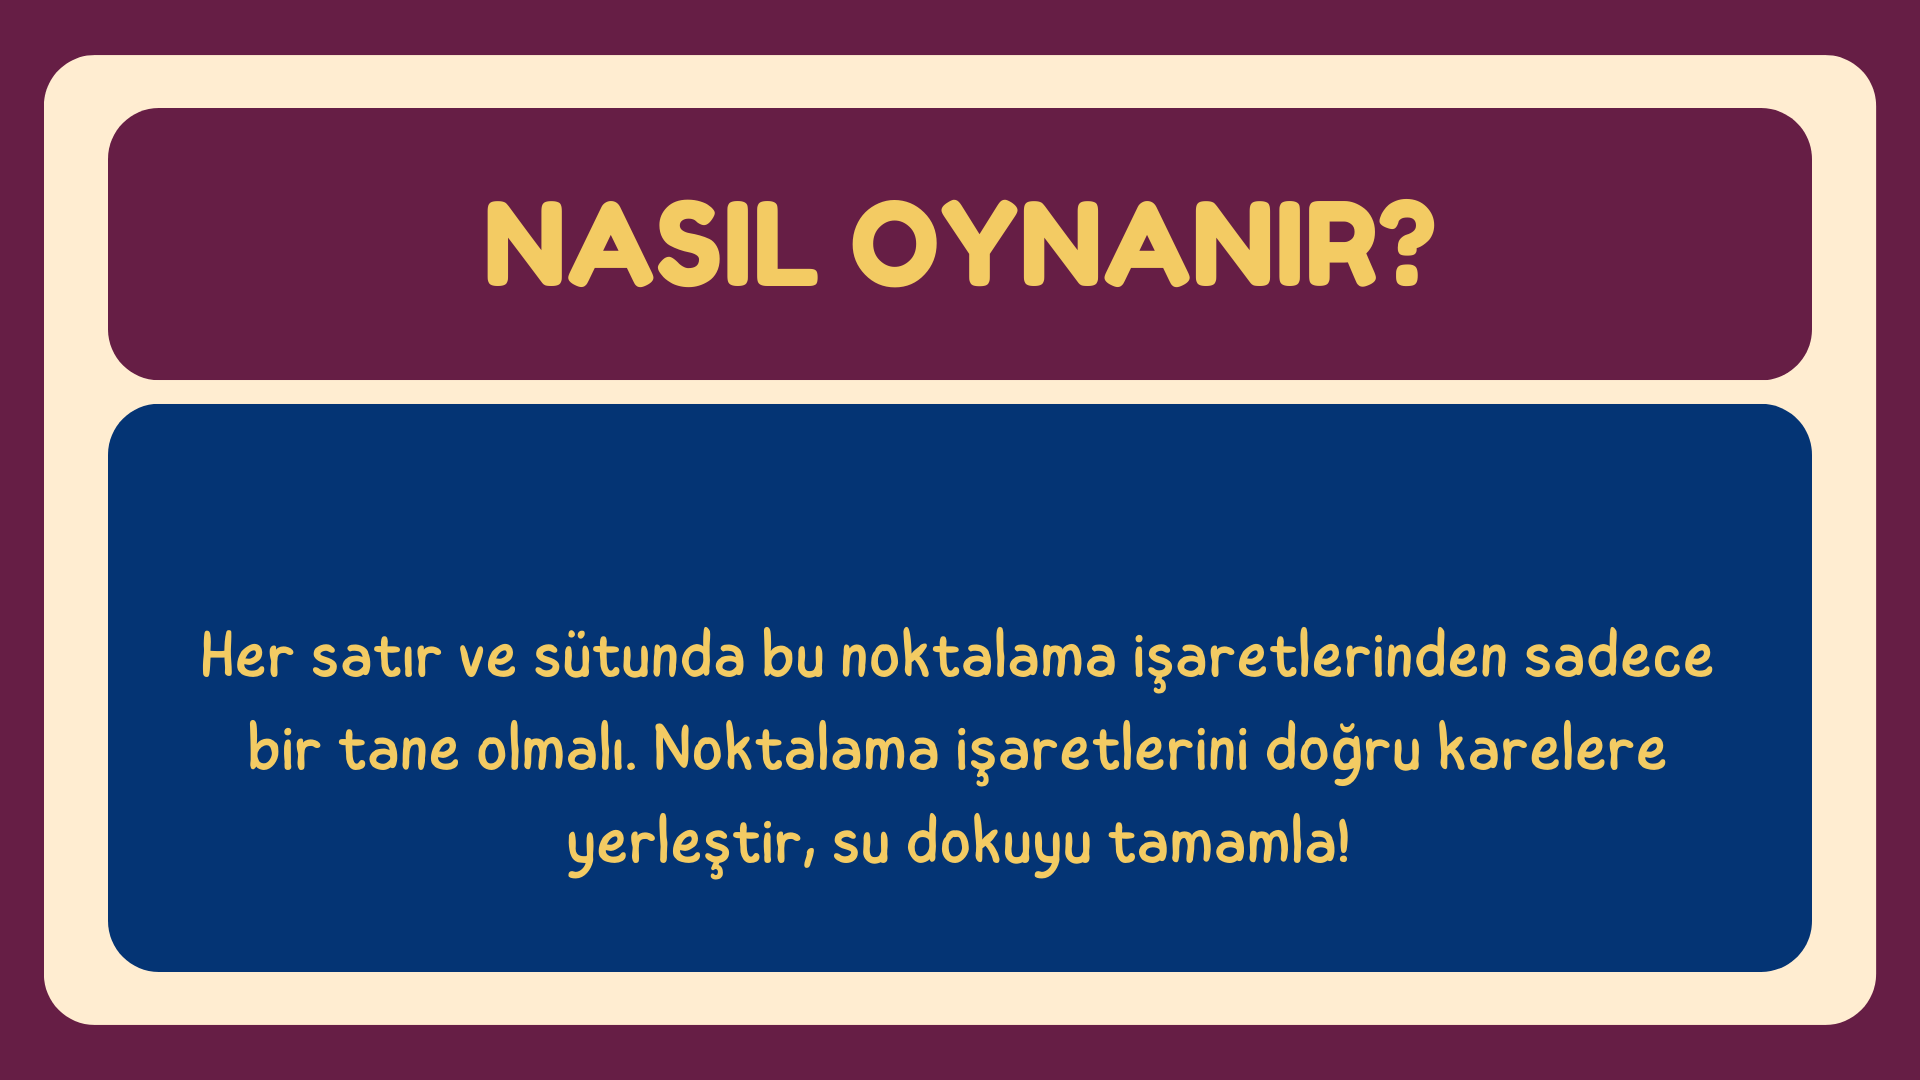 NASIL OYNANIR?
Her satır ve sütunda bu noktalama işaretlerinden sadece
bir tane olmalı. Noktalama işaretlerini doğru karelere
yerleştir, su dokuyu tamamla!